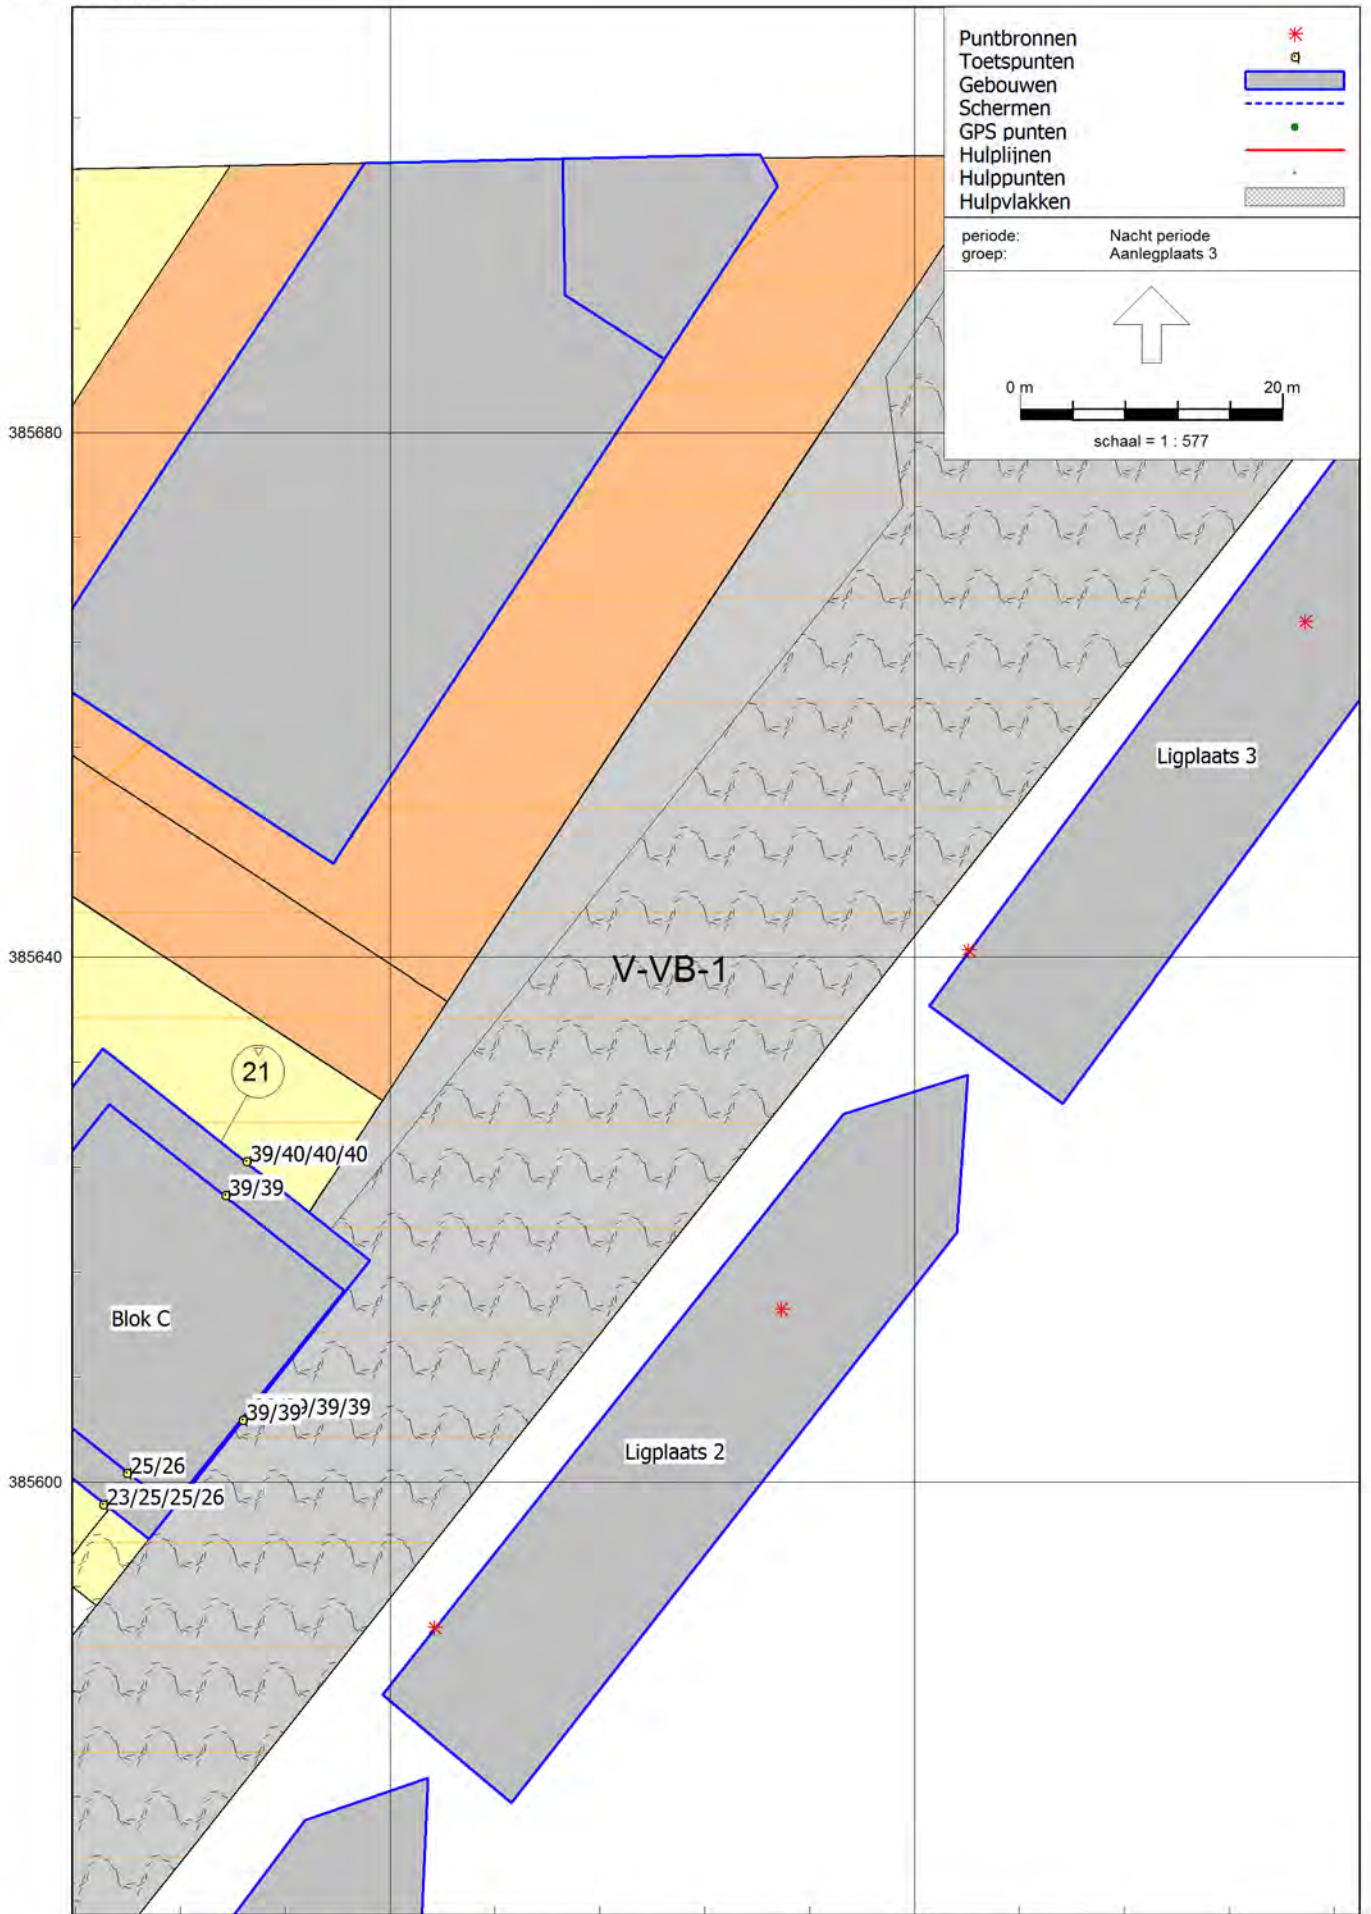 Puntbronnen
Toetspunten
Gebouwen
Schermen
GPS punten
Hulplijnen
Hulppunten
Hulpvlakken
periode: Nacht periode
groep: Aanlegplaats 3
0 m 20 m
schaal = 1 : 577
385680
Ligplaats 3
385640
V-VB-1
21
39/40/40/40
39/39
Blok C
39/39 /39/39
Ligplaats 2
25/26
385600
23/25/25/26